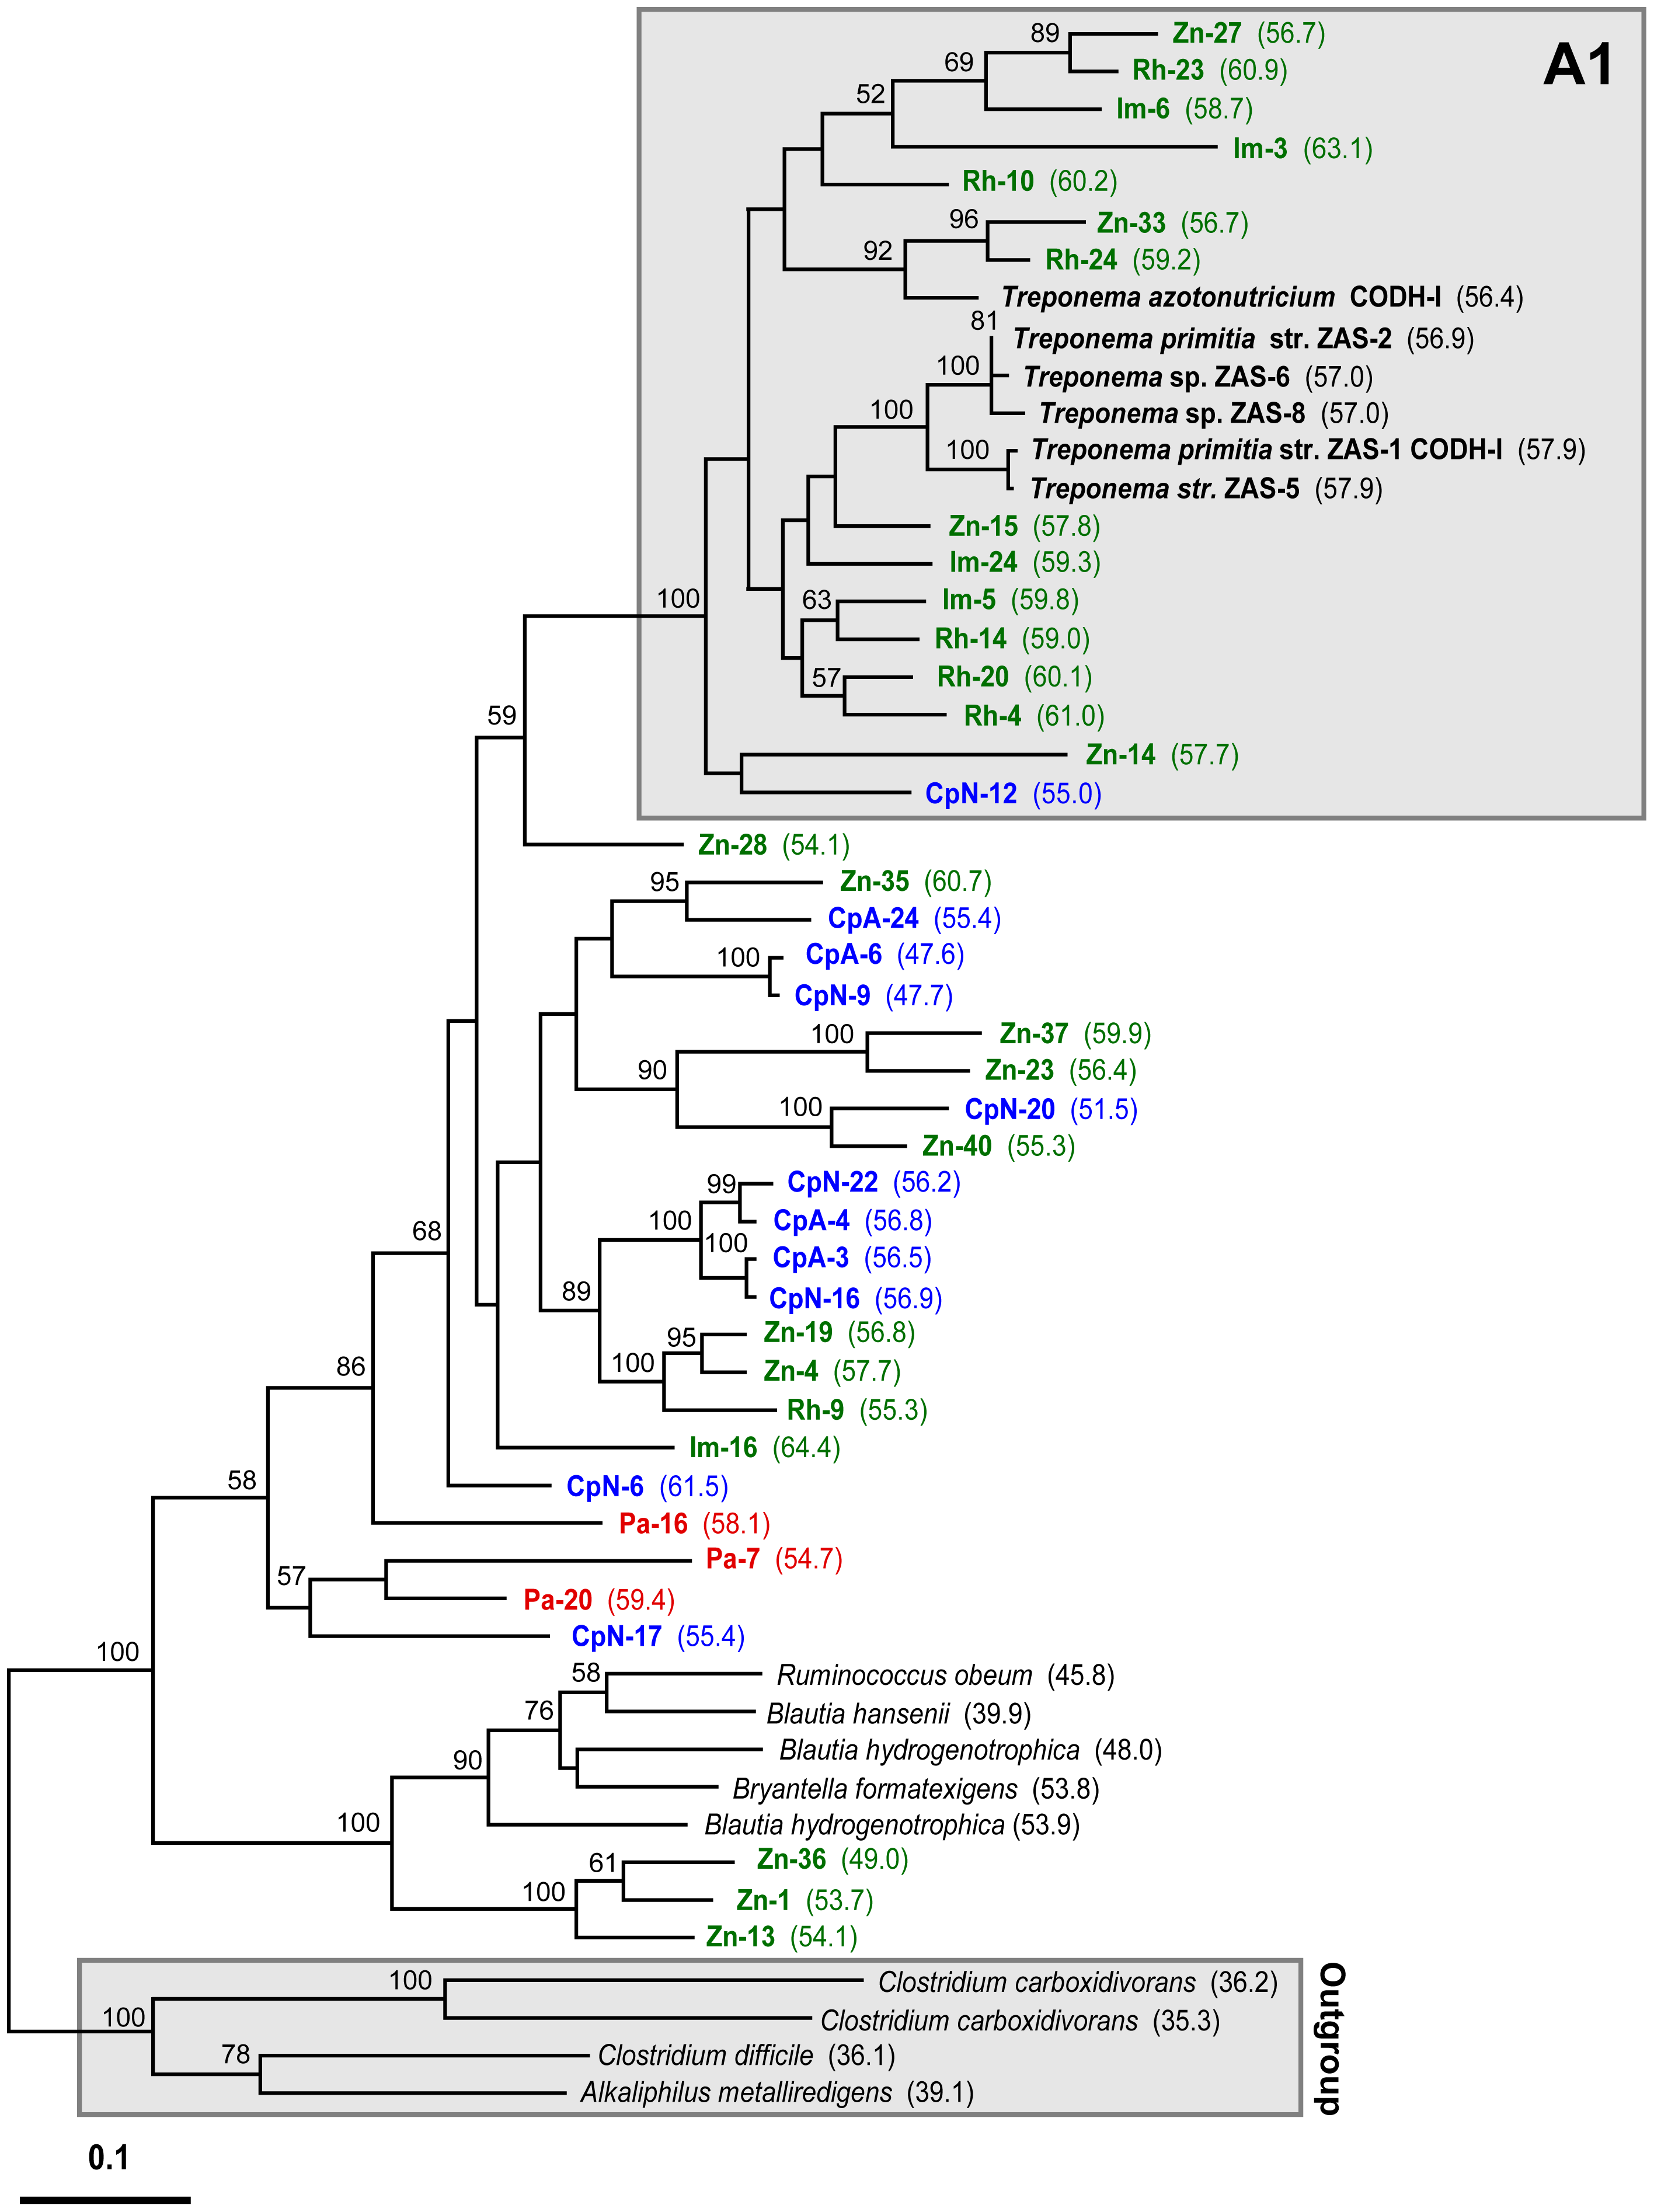 A1
89
Zn-27 (56.7)
69
Rh-23 (60.9)
52
Im-6 (58.7)
Im-3 (63.1)
Rh-10 (60.2)
96
Zn-33 (56.7)
92
Rh-24 (59.2)
Treponema azotonutricium CODH-I (56.4)
81
Treponema primitia str. ZAS-2 (56.9)
100
Treponema sp. ZAS-6 (57.0)
100
Treponema sp. ZAS-8 (57.0)
100
Treponema primitia str. ZAS-1 CODH-I (57.9)
Treponema str. ZAS-5 (57.9)
Zn-15 (57.8)
Im-24 (59.3)
100
63
Im-5 (59.8)
Rh-14 (59.0)
57
Rh-20 (60.1)
Rh-4 (61.0)
59
Zn-14 (57.7)
CpN-12 (55.0)
Zn-28 (54.1)
95
Zn-35 (60.7)
CpA-24 (55.4)
100
CpA-6 (47.6)
CpN-9 (47.7)
100
Zn-37 (59.9)
90
Zn-23 (56.4)
100
CpN-20 (51.5)
Zn-40 (55.3)
99
CpN-22 (56.2)
100
CpA-4 (56.8)
68
100
CpA-3 (56.5)
89
CpN-16 (56.9)
95
Zn-19 (56.8)
100
Zn-4 (57.7)
86
Rh-9 (55.3)
Im-16 (64.4)
58
CpN-6 (61.5)
Pa-16 (58.1)
57
Pa-7 (54.7)
Pa-20 (59.4)
CpN-17 (55.4)
100
58
Ruminococcus obeum (45.8)
76
Blautia hansenii (39.9)
90
Blautia hydrogenotrophica (48.0)
Bryantella formatexigens (53.8)
100
Blautia hydrogenotrophica (53.9)
61
Zn-36 (49.0)
100
Zn-1 (53.7)
Zn-13 (54.1)
100
Clostridium carboxidivorans (36.2)
100
Clostridium carboxidivorans (35.3)
78
Clostridium difficile (36.1)
Alkaliphilus metalliredigens (39.1)
Outgroup
0.1